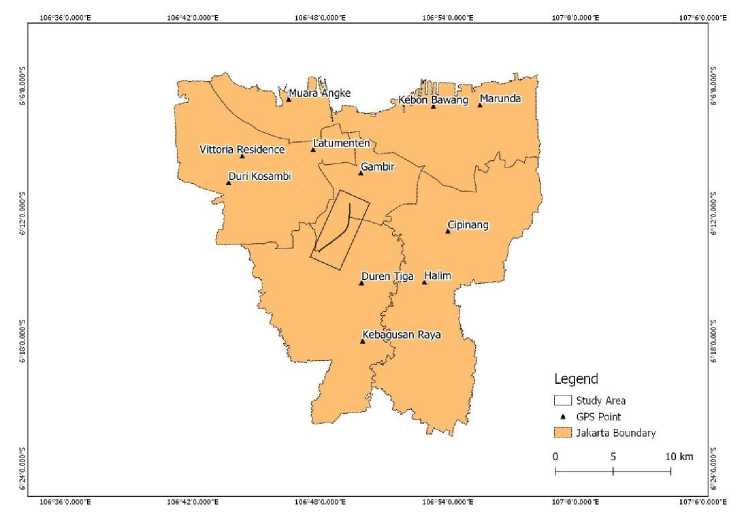 106°36'0.000"E 106°42'0.000"E 106°48'0.000"E 106°54'0.000"E 107°0'0.000"E 107°6'0.000"E
6°6'0.000"S 6°6'0.000"S
Muara Angke
Kebon Bawang
Marunda
Latumenten
Vittoria Residence
Gambir
Duri Kosambi
6°12'0.000"S 6°12'0.000"S
Cipinang
Duren Tiga
Halim
Kebagusan Raya
6°18'0.000"S 6°18'0.000"S
Legend
Study Area
GPS Point
Jakarta Boundary
0 5 10 km
6°24'0.000"S 6°24'0.000"S
106°36'0.000"E 106°42'0.000"E 106°48'0.000"E 106°54'0.000"E 107°0'0.000"E 107°6'0.000"E